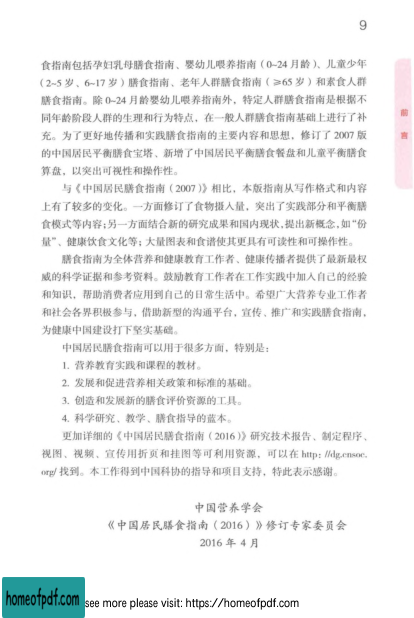 9
前言
食指南包括孕妇乳母膳食指南、婴幼儿喂养指南（0~24 月龄）、儿童少年
（2~5 岁、6~17 岁）膳食指南、老年人群膳食指南（≥65 岁）和素食人群
膳食指南。除 0~24 月龄婴幼儿喂养指南外，特定人群膳食指南是根据不
同年龄阶段人群的生理和行为特点，在一般人群膳食指南基础上进行了补
充。为了更好地传播和实践膳食指南的主要内容和思想，修订了 2007 版
的中国居民平衡膳食宝塔、新增了中国居民平衡膳食餐盘和儿童平衡膳食
算盘，以突出可视性和操作性。
与《中国居民膳食指南（2007）》相比，本版指南从写作格式和内容
上有了较多的变化。一方面修订了食物摄人量，突出了实践部分和平衡膳
食模式等内容；另一方面结合新的研究成果和国内现状，提出新概念，如“份
量”、健康饮食文化等；大量图表和食谱使其更具有可读性和可操作性。
膳食指南为全体营养和健康教育工作者、健康传播者提供了最新最权
威的科学证据和参考资料。鼓励教育工作者在工作实践中加人自己的经验
和知识，帮助消费者应用到自己的日常生活中。希望广大营养专业工作者
和社会各界积极参与，借助新型的沟通平台，宣传、推广和实践膳食指南，
为健康中国建设打下坚实基础。
中国居民膳食指南可以用于很多方面，特别是：
1. 营养教育实践和课程的教材。
2. 发展和促进营养相关政策和标准的基础。
3. 创造和发展新的膳食评价资源的工具。
4. 科学研究、教学、膳食指导的蓝本。
更加详细的《中国居民膳食指南（2016）》研究技术报告、制定程序、
视图、视频、宣传用折页和挂图等可利用资源，可以在 http: //dg.cnsoc.
org/ 找到。本工作得到中国科协的指导和项目支持，特此表示感谢。
中国营养学会
《中国居民膳食指南（2016）》修订专家委员会
2016 年 4 月
homeofpdf.com
see more please visit: https://homeofpdf.com